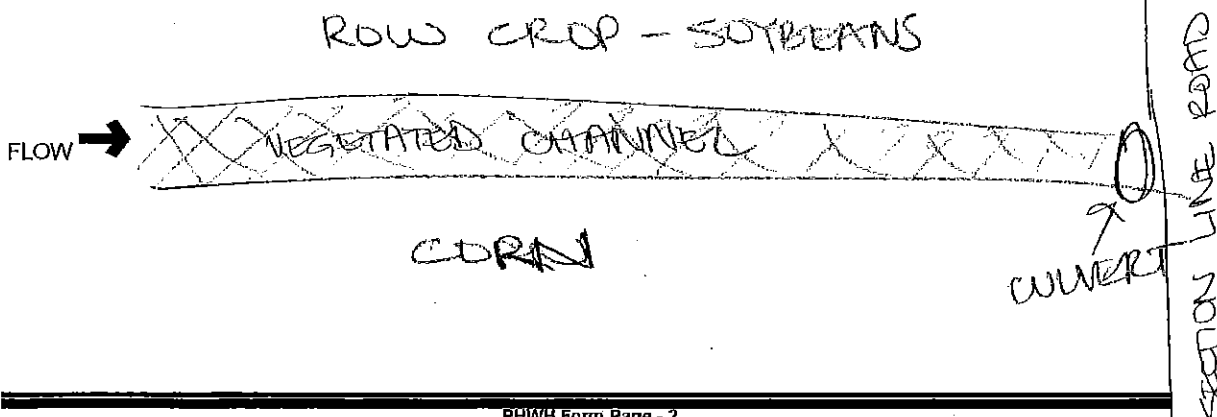 ROW CROP - SOYBEANS
FLOW
VEGETATED CHANNEL
CORN
CULVERT
SECTION LINE ROAD
PHWH Form Page - 2